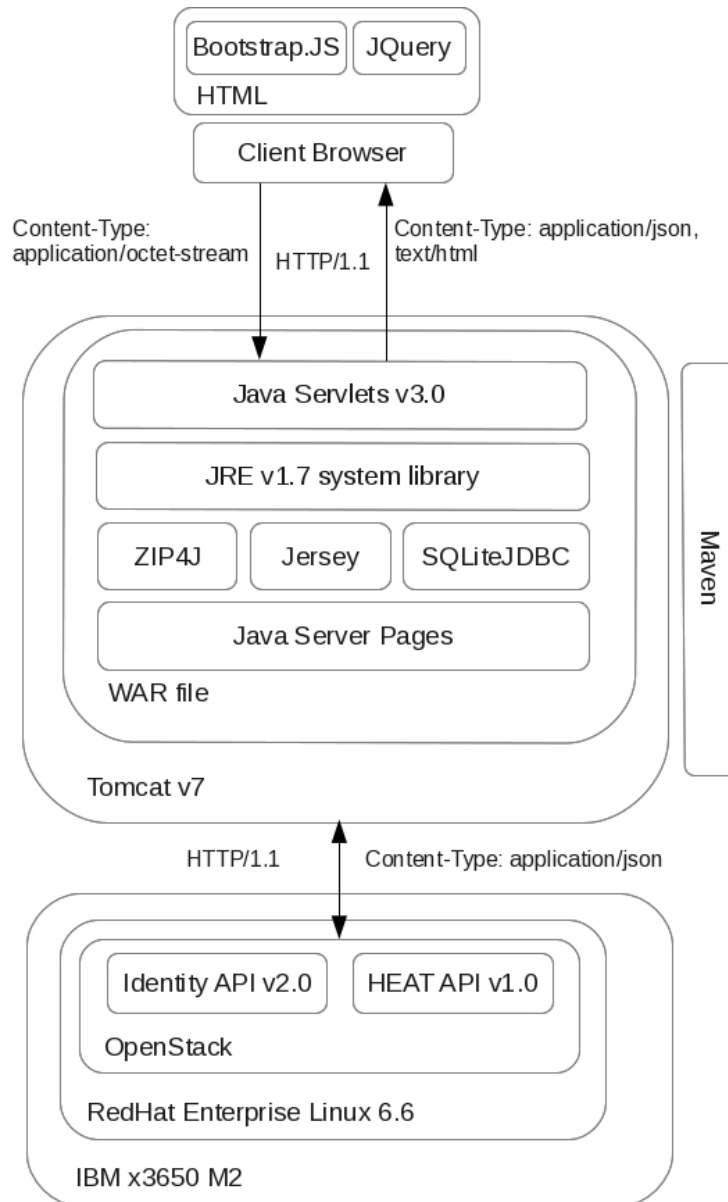 Bootstrap.JS
JQuery
HTML
Client Browser
Content-Type:
application/octet-stream
HTTP/1.1
Content-Type: application/json,
text/html
Java Servlets v3.0
JRE v1.7 system library
ZIP4J
Jersey
SQLiteJDBC
Java Server Pages
WAR file
Tomcat v7
Maven
HTTP/1.1
Content-Type: application/json
Identity API v2.0
HEAT API v1.0
OpenStack
RedHat Enterprise Linux 6.6
IBM x3650 M2